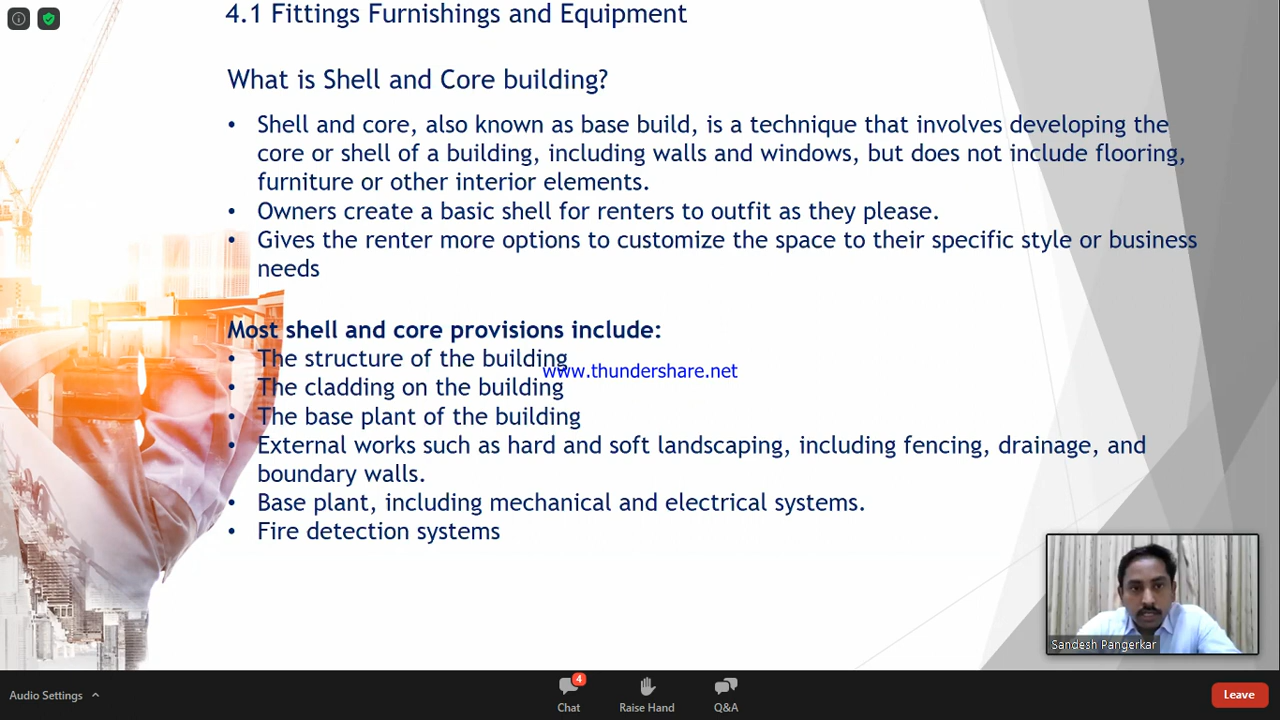 4.1 Fittings Furnishings and Equipment
What is Shell and Core building?
• Shell and core, also known as base build, is a technique that involves developing the
core or shell of a building, including walls and windows, but does not include flooring,
furniture or other interior elements.
• Owners create a basic shell for renters to outfit as they please.
• Gives the renter more options to customize the space to their specific style or business
needs
Most shell and core provisions include:
• The structure of the building
www.thundershare.net
• The cladding on the building
• The base plant of the building
• External works such as hard and soft landscaping, including fencing, drainage, and
boundary walls.
• Base plant, including mechanical and electrical systems.
• Fire detection systems
Sandesh Pangerkar
Audio Settings
4
Chat
Raise Hand
Q&A
Leave